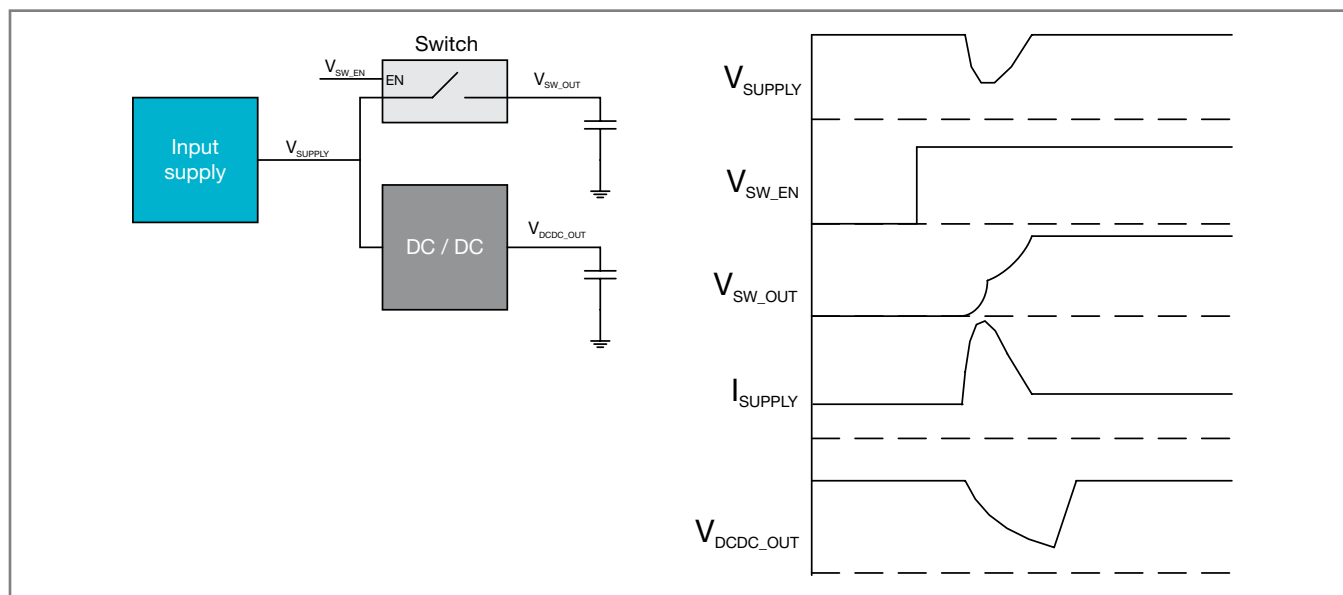 Switch
V_SW_EN
EN
V_SW_OUT
Input
supply
V_SUPPLY
DC / DC
V_DCDC_OUT
V_SUPPLY
V_SW_EN
V_SW_OUT
I_SUPPLY
V_DCDC_OUT